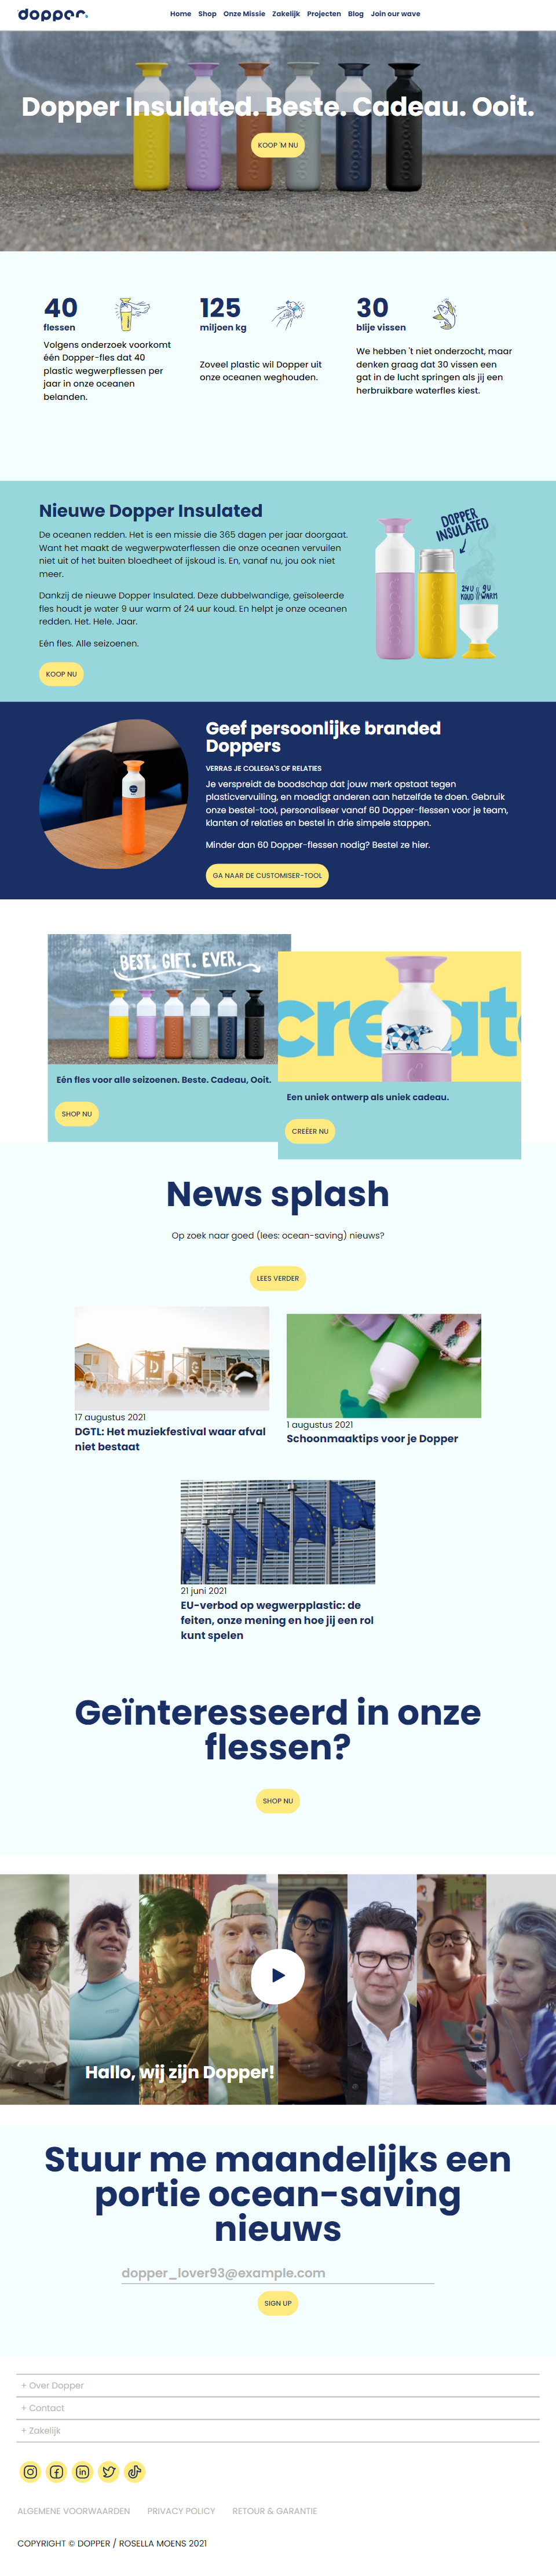 dopper.
Home Shop Onze Missie Zakelijk Projecten Blog Join our wave
Dopper Insulated. Beste. Cadeau. Ooit.
KOOP 'M NU
40
flessen
Volgens onderzoek voorkomt
één Dopper-fles dat 40
plastic wegwerpflessen per
jaar in onze oceanen
belanden.
125
miljoen kg
Zoveel plastic wil Dopper uit
onze oceanen weghouden.
30
blije vissen
We hebben 't niet onderzocht, maar
denken graag dat 30 vissen een
gat in de lucht springen als jij een
herbruikbare waterfles kiest.
Nieuwe Dopper Insulated
De oceanen redden. Het is een missie die 365 dagen per jaar doorgaat.
Want het maakt de wegwerpwaterflessen die onze oceanen vervuilen
niet uit of het buiten bloedheet of ijskoud is. En, vanaf nu, jou ook niet
meer.
Dankzij de nieuwe Dopper Insulated. Deze dubbelwandige, geïsoleerde
fles houdt je water 9 uur warm of 24 uur koud. En helpt je onze oceanen
redden. Het. Hele. Jaar.
Eén fles. Alle seizoenen.
KOOP NU
DOPPER
INSULATED
24U 9U
KOUD WARM
Geef persoonlijke branded
Doppers
VERRAS JE COLLEGA'S OF RELATIES
Je verspreidt de boodschap dat jouw merk opstaat tegen
plasticvervuiling, en moedigt anderen aan hetzelfde te doen. Gebruik
onze bestel-tool, personaliseer vanaf 60 Dopper-flessen voor je team,
klanten of relaties en bestel in drie simpele stappen.
Minder dan 60 Dopper-flessen nodig? Bestel ze hier.
GA NAAR DE CUSTOMISER-TOOL
BEST. GIFT. EVER.
Eén fles voor alle seizoenen. Beste. Cadeau, Ooit.
SHOP NU
create
Een uniek ontwerp als uniek cadeau.
CREËER NU
News splash
Op zoek naar goed (lees: ocean-saving) nieuws?
LEES VERDER
17 augustus 2021
DGTL: Het muziekfestival waar afval
niet bestaat
1 augustus 2021
Schoonmaaktips voor je Dopper
21 juni 2021
EU-verbod op wegwerpplastic: de
feiten, onze mening en hoe jij een rol
kunt spelen
Geïnteresseerd in onze
flessen?
SHOP NU
Hallo, wij zijn Dopper!
Stuur me maandelijks een
portie ocean-saving
nieuws
dopper_lover93@example.com
SIGN UP
+ Over Dopper
+ Contact
+ Zakelijk
ALGEMENE VOORWAARDEN PRIVACY POLICY RETOUR & GARANTIE
COPYRIGHT © DOPPER / ROSELLA MOENS 2021